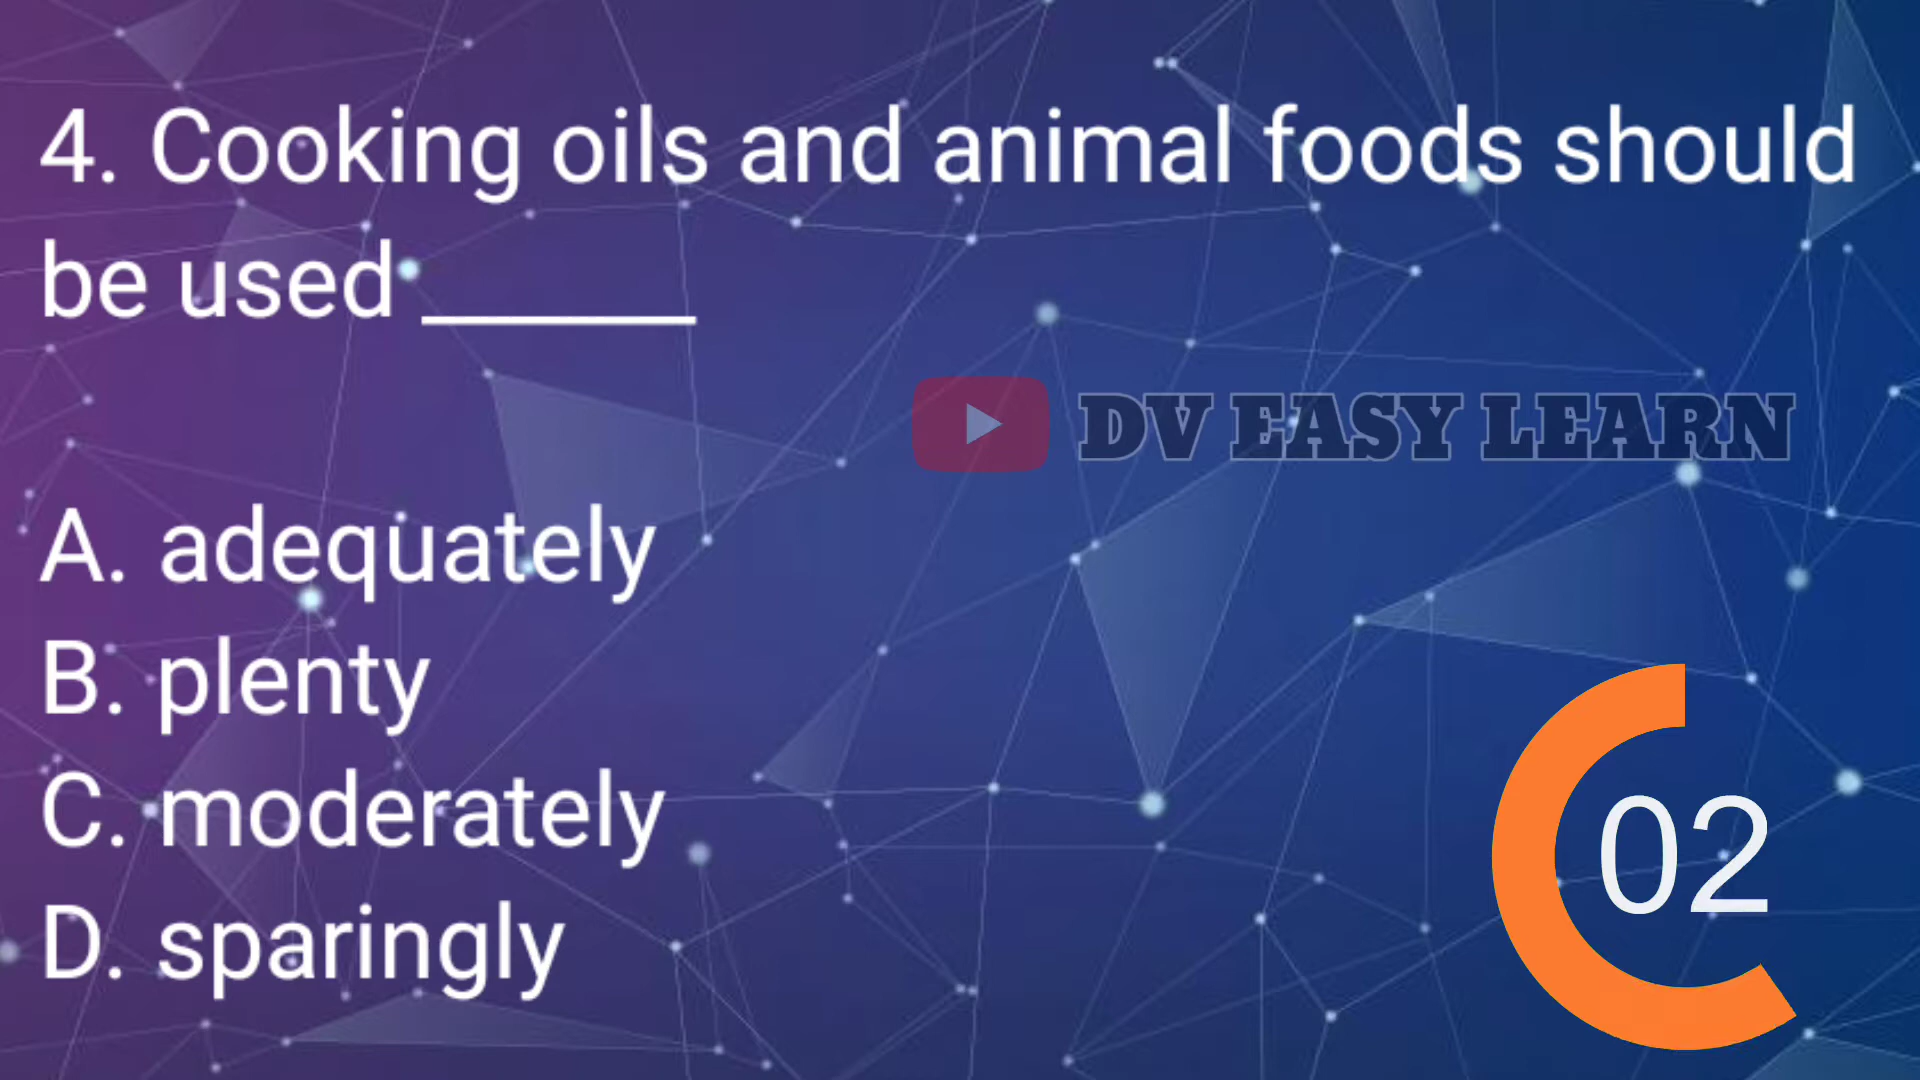 4. Cooking oils and animal foods should
be used ______
DV EASY LEARN
A. adequately
B. plenty
C. moderately
D. sparingly
02